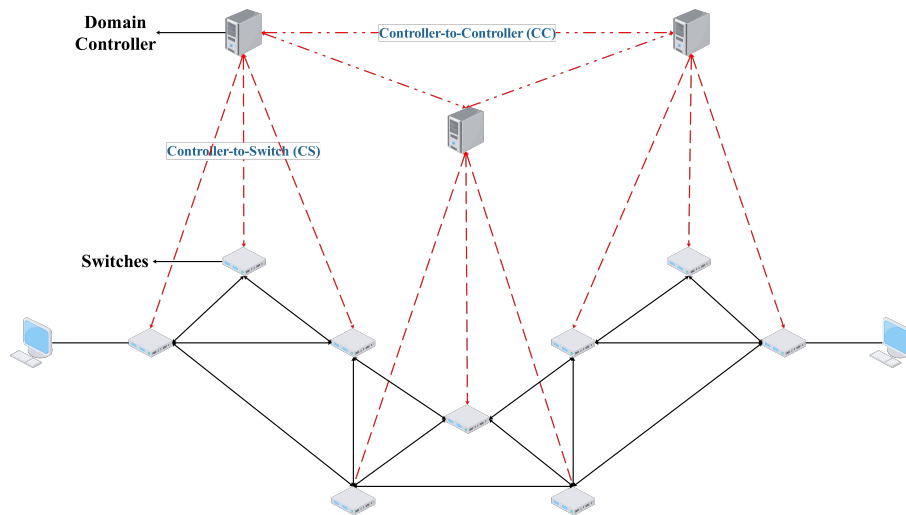 Domain
Controller
Controller-to-Controller (CC)
Controller-to-Switch (CS)
Switches